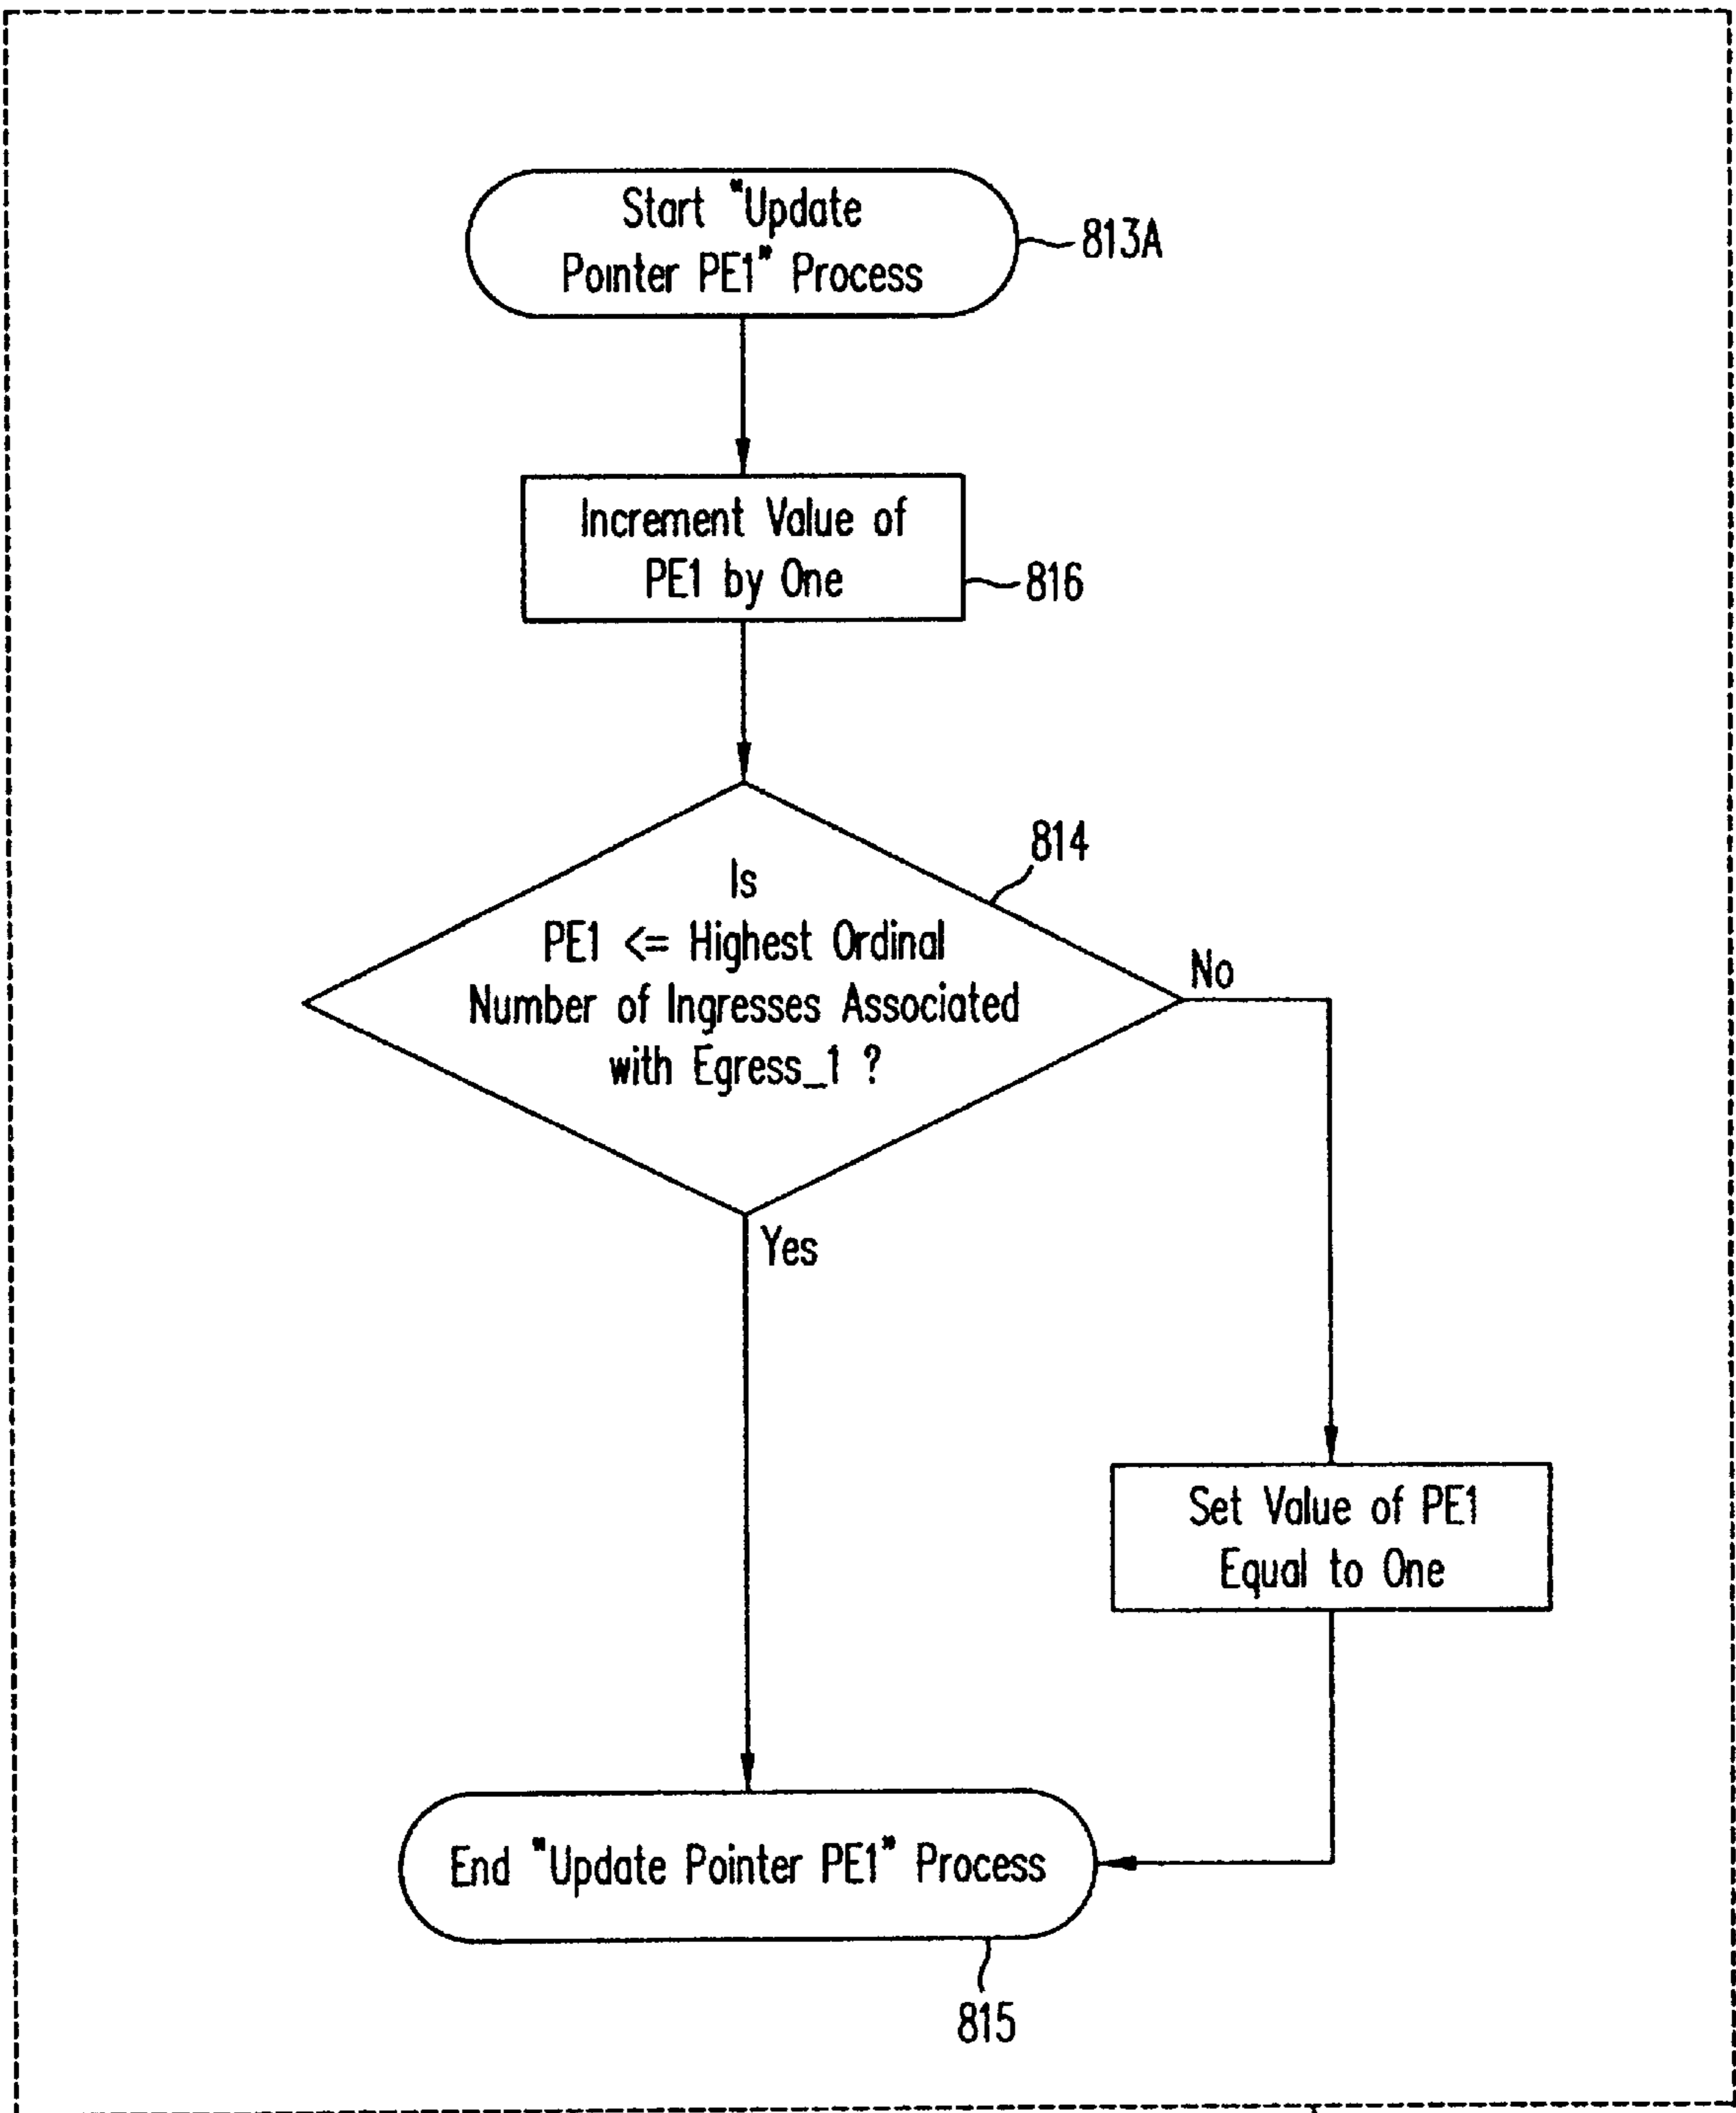 Start "Update
Pointer PE1" Process
813A
Increment Value of
PE1 by One
816
814
Is
PE1 <= Highest Ordinal
Number of Ingresses Associated
with Egress_1 ?
No
Yes
Set Value of PE1
Equal to One
End "Update Pointer PE1" Process
815